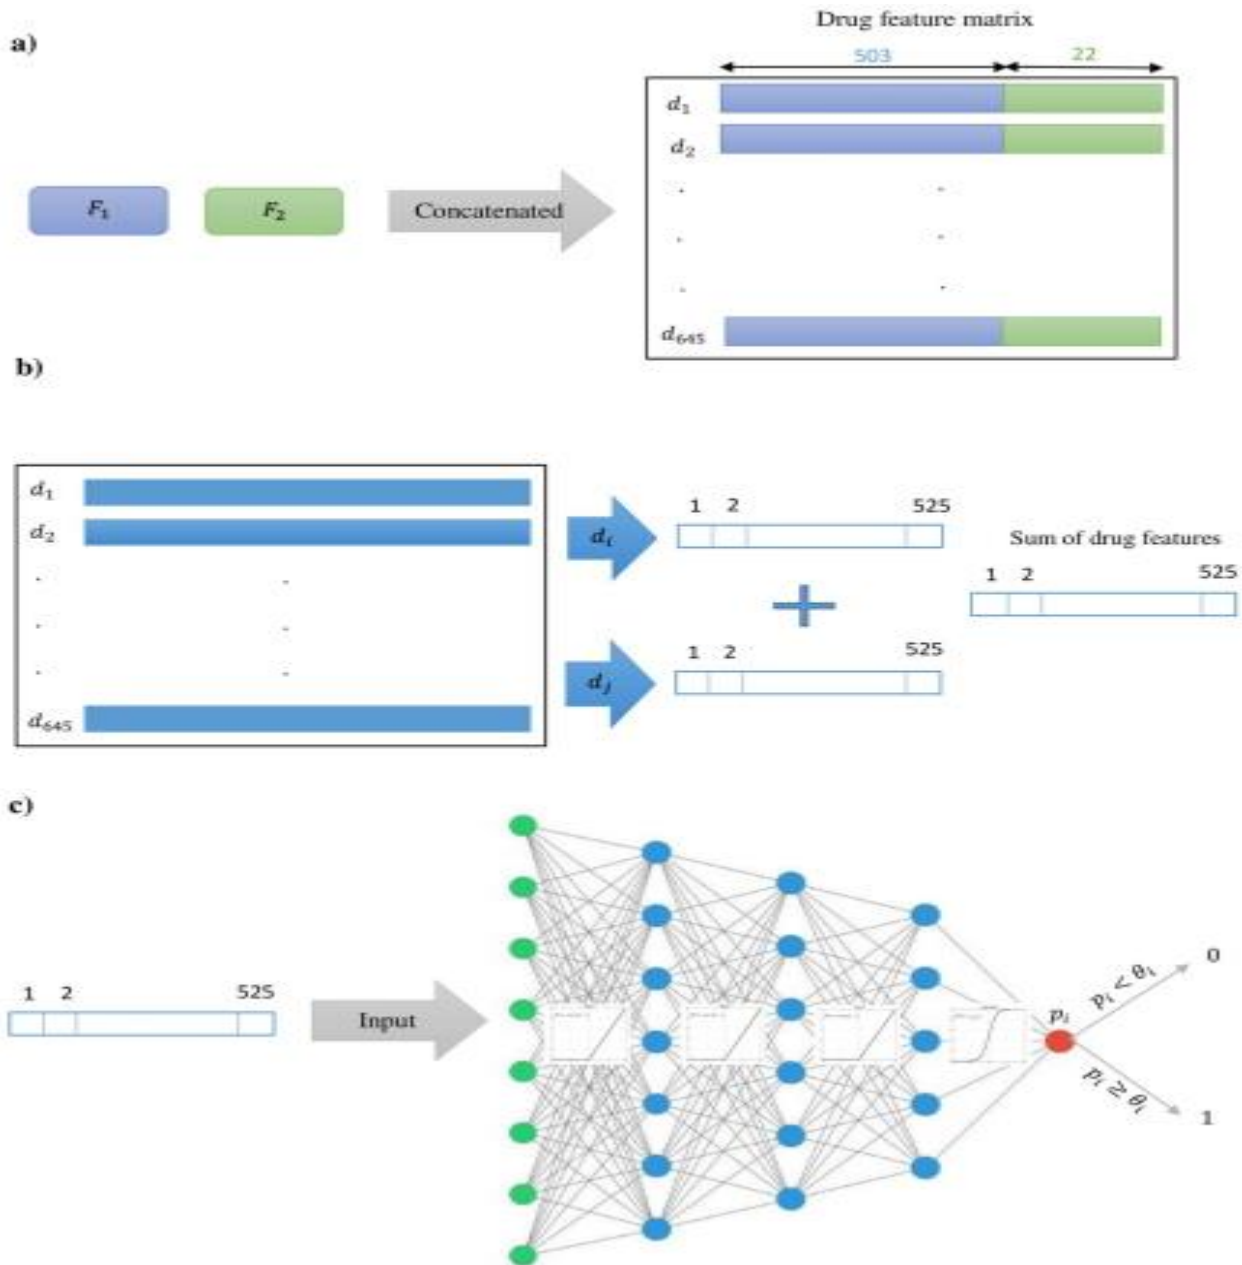 a)
Drug feature matrix
503 22
d₁
d₂
F₁ F₂ Concatenated
d₆₄₅
b)
d₁
d₂
d₆₄₅
dᵢ
1 2 525
Sum of drug features
1 2 525
dⱼ
1 2 525
c)
1 2 525
Input
pᵢ
pᵢ < θᵢ
0
pᵢ ≥ θᵢ
1